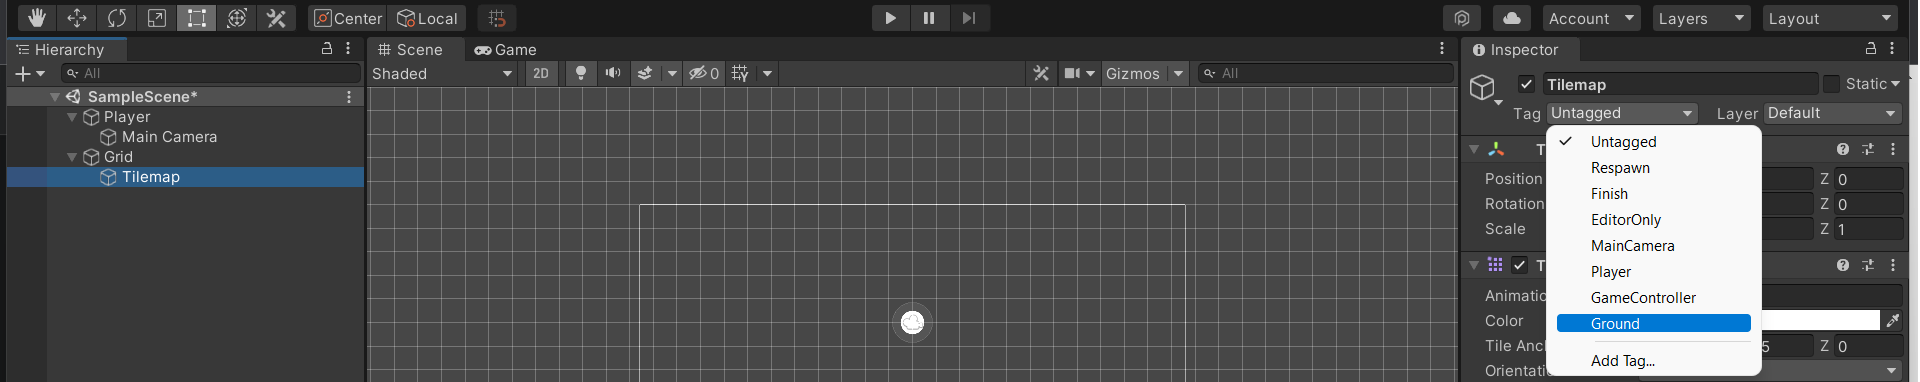 Center Local Account Layers Layout
Hierarchy
All
SampleScene*
Player
Main Camera
Grid
Tilemap
Scene Game
Shaded 2D 0 Gizmos All
Inspector
Tilemap Static
Tag Untagged Layer Default
Untagged
Respawn
Finish
EditorOnly
MainCamera
Player
GameController
Ground
Add Tag...
T
Position Z 0
Rotation Z 0
Scale Z 1
T
Animatio
Color
Tile Anc 5 Z 0
Orientati